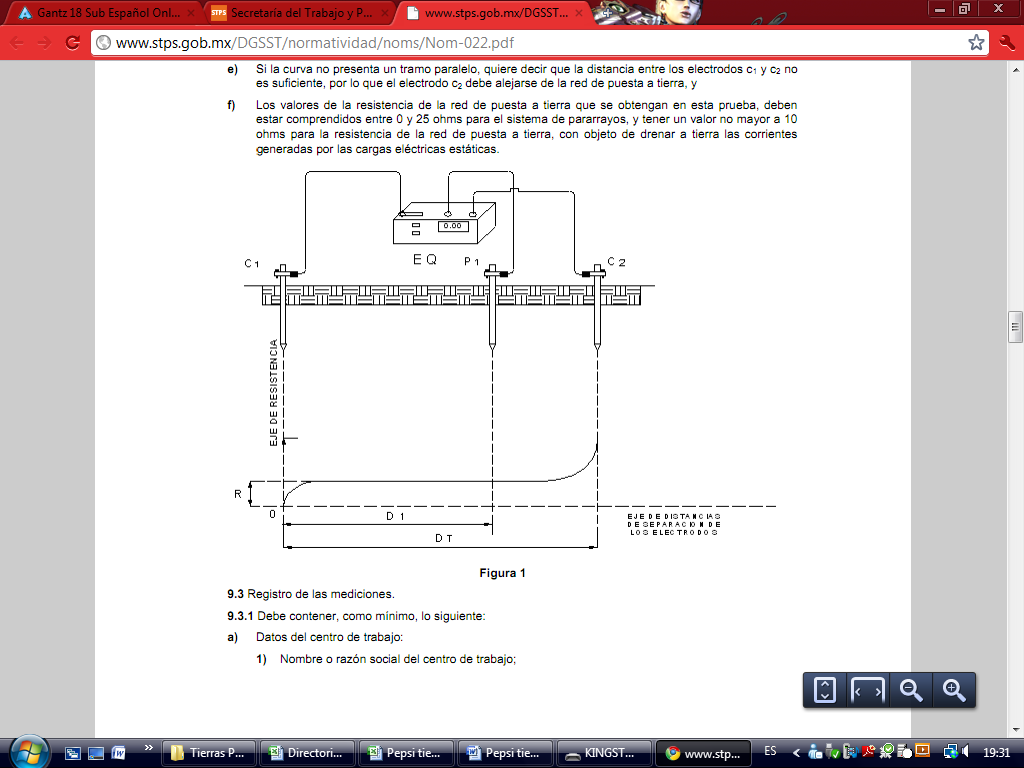 Gantz 18 Sub Español Onl...
Secretaría del Trabajo y P...
www.stps.gob.mx/DGSST...
www.stps.gob.mx/DGSST/normatividad/noms/Nom-022.pdf
e) Si la curva no presenta un tramo paralelo, quiere decir que la distancia entre los electrodos c1 y c2 no
es suficiente, por lo que el electrodo c2 debe alejarse de la red de puesta a tierra, y
f) Los valores de la resistencia de la red de puesta a tierra que se obtengan en esta prueba, deben
estar comprendidos entre 0 y 25 ohms para el sistema de pararrayos, y tener un valor no mayor a 10
ohms para la resistencia de la red de puesta a tierra, con objeto de drenar a tierra las corrientes
generadas por las cargas eléctricas estáticas.
0.00
C 1
E Q
P 1
C 2
EJE DE RESISTENCIA
R
0
D 1
D T
EJE DE DISTANCIAS
DE SEPARACION DE
LOS ELECTRODOS
Figura 1
9.3 Registro de las mediciones.
9.3.1 Debe contener, como mínimo, lo siguiente:
a) Datos del centro de trabajo:
1) Nombre o razón social del centro de trabajo;
Tierras P...
Directori...
Pepsi tie...
Pepsi tie...
KINGST...
www.stp...
ES
19:31